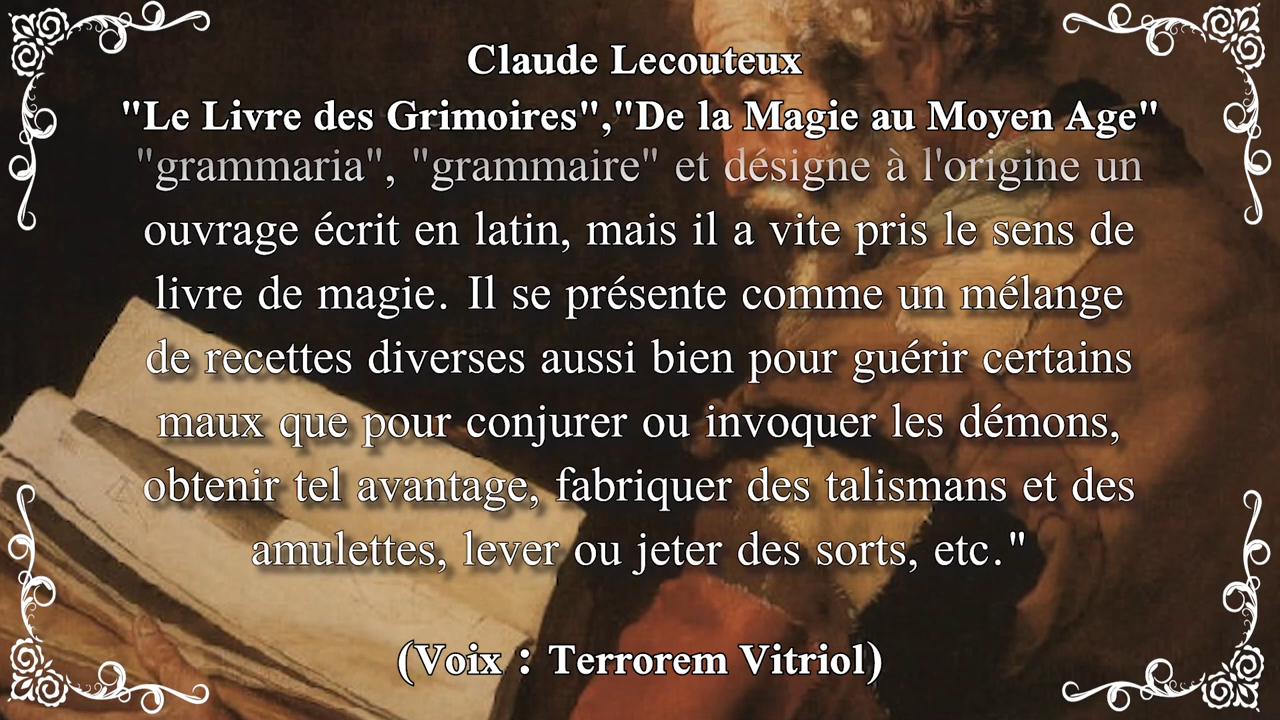 Claude Lecouteux
"Le Livre des Grimoires","De la Magie au Moyen Age"
"grammaria", "grammaire" et désigne à l'origine un
ouvrage écrit en latin, mais il a vite pris le sens de
livre de magie. Il se présente comme un mélange
de recettes diverses aussi bien pour guérir certains
maux que pour conjurer ou invoquer les démons,
obtenir tel avantage, fabriquer des talismans et des
amulettes, lever ou jeter des sorts, etc."
(Voix : Terrorem Vitriol)